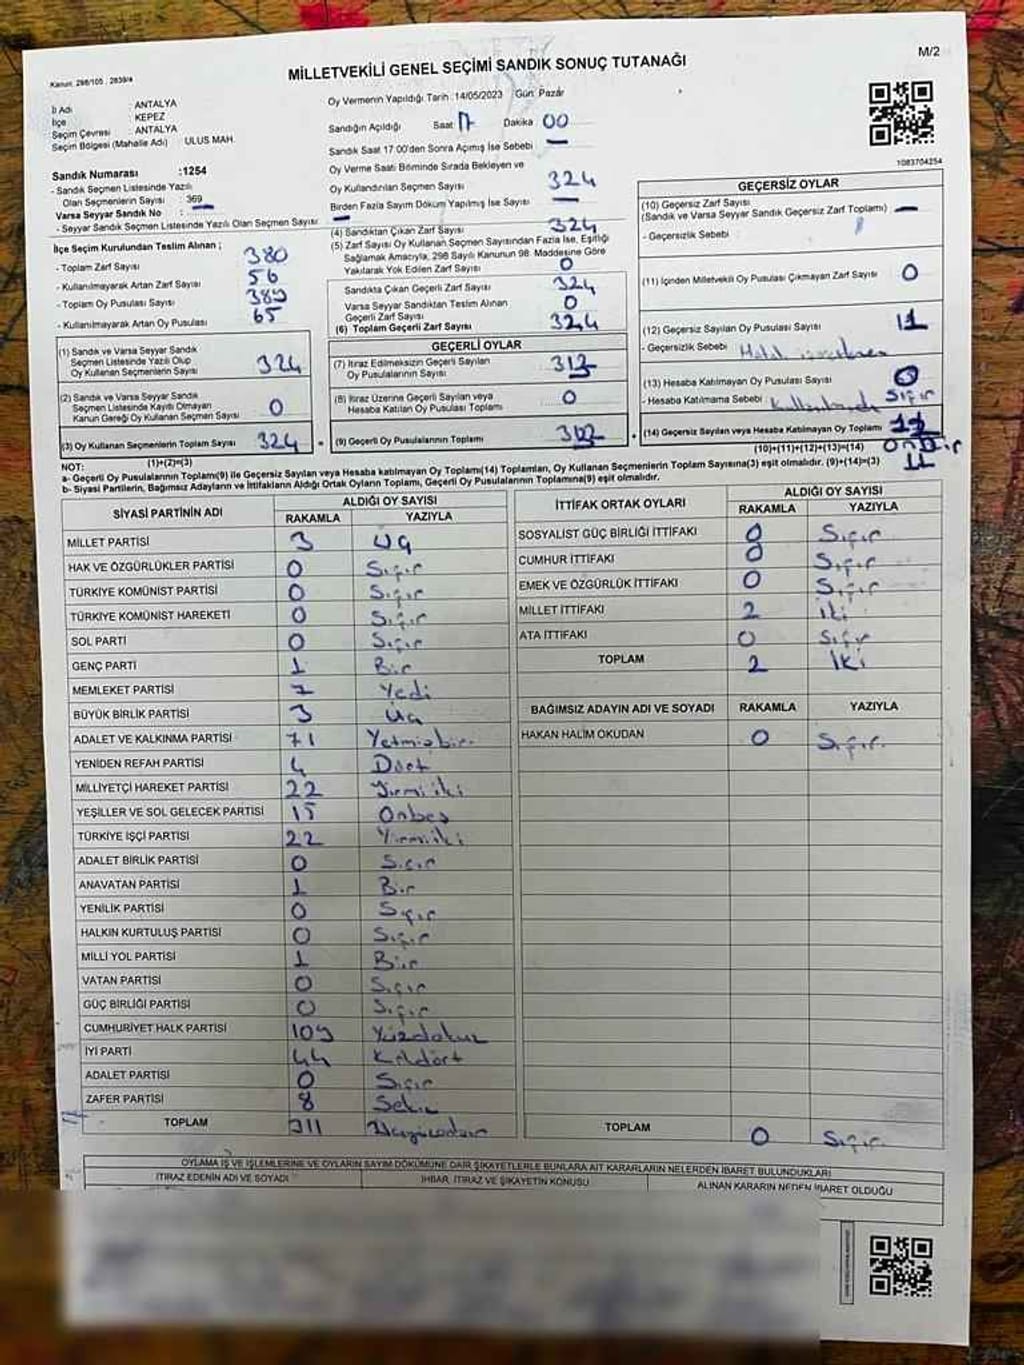 M/2
Kanun: 298/105 , 2839/4
MİLLETVEKİLİ GENEL SEÇİMİ SANDIK SONUÇ TUTANAĞI
İl Adı : ANTALYA
İlçe : KEPEZ
Seçim Çevresi : ANTALYA
Seçim Bölgesi (Mahalle Adı) ULUS MAH.
Sandık Numarası :1254
- Sandık Seçmen Listesinde Yazılı
Olan Seçmenlerin Sayısı : 369
Varsa Seyyar Sandık No : —
- Seyyar Sandık Seçmen Listesinde Yazılı Olan Seçmen Sayısı: —
İlçe Seçim Kurulundan Teslim Alınan ;
- Toplam Zarf Sayısı 380
- Kullanılmayarak Artan Zarf Sayısı 56
- Toplam Oy Pusulası Sayısı 389
- Kullanılmayarak Artan Oy Pusulası 65
(1) Sandık ve Varsa Seyyar Sandık
Seçmen Listesinde Yazılı Olup
Oy Kullanan Seçmenlerin Sayısı 324
(2) Sandık ve Varsa Seyyar Sandık
Seçmen Listesinde Kayıtlı Olmayan
Kanun Gereği Oy Kullanan Seçmen Sayısı 0
(3) Oy Kullanan Seçmenlerin Toplam Sayısı 324
(1)+(2)=(3)
Oy Vermenin Yapıldığı Tarih :14/05/2023 Gün: Pazar
Sandığın Açıldığı Saat 17 Dakika 00
Sandık Saat 17.00'den Sonra Açımış İse Sebebi —
Oy Verme Saati Bitiminde Sırada Bekleyen ve
Oy Kullandırılan Seçmen Sayısı 324
Birden Fazla Sayım Döküm Yapılmış İse Sayısı —
(4) Sandıktan Çıkan Zarf Sayısı 324
(5) Zarf Sayısı Oy Kullanan Seçmen Sayısından Fazla İse, Eşitliği
Sağlamak Amacıyla, 298 Sayılı Kanunun 98. Maddesine Göre
Yakılarak Yok Edilen Zarf Sayısı 0
Sandıkta Çıkan Geçerli Zarf Sayısı 324
Varsa Seyyar Sandıktan Teslim Alınan
Geçerli Zarf Sayısı 0
(6) Toplam Geçerli Zarf Sayısı 324
GEÇERLİ OYLAR
(7) İtiraz Edilmeksizin Geçerli Sayılan
Oy Pusulalarının Sayısı 313
(8) İtiraz Üzerine Geçerli Sayılan veya
Hesaba Katılan Oy Pusulası Toplamı 0
(9) Geçerli Oy Pusulalarının Toplamı
1083704254
GEÇERSİZ OYLAR
(10) Geçersiz Zarf Sayısı
(Sandık ve Varsa Seyyar Sandık Geçersiz Zarf Toplamı) —
- Geçersizlik Sebebi :
(11) İçinden Milletvekili Oy Pusulası Çıkmayan Zarf Sayısı 0
(12) Geçersiz Sayılan Oy Pusulası Sayısı 11
- Geçersizlik Sebebi :
(13) Hesaba Katılmayan Oy Pusulası Sayısı 0
- Hesaba Katılmama Sebebi : Sıfır
(14) Geçersiz Sayılan veya Hesaba Katılmayan Oy Toplamı 11
(10)+(11)+(12)+(13)=(14) Onbir
11
NOT:
a- Geçerli Oy Pusulalarının Toplamı(9) ile Geçersiz Sayılan veya Hesaba katılmayan Oy Toplamı(14) Toplamları, Oy Kullanan Seçmenlerin Toplam Sayısına(3) eşit olmalıdır. (9)+(14)=(3)
b- Siyasi Partilerin, Bağımsız Adayların ve İttifakların Aldığı Ortak Oyların Toplamı, Geçerli Oy Pusulalarının Toplamına(9) eşit olmalıdır.
SİYASİ PARTİNİN ADI ALDIĞI OY SAYISI
RAKAMLA YAZIYLA
MİLLET PARTİSİ 3 Üç
HAK VE ÖZGÜRLÜKLER PARTİSİ 0 Sıfır
TÜRKİYE KOMÜNİST PARTİSİ 0 Sıfır
TÜRKİYE KOMÜNİST HAREKETİ 0 Sıfır
SOL PARTİ 0 Sıfır
GENÇ PARTİ 1 Bir
MEMLEKET PARTİSİ 7 Yedi
BÜYÜK BİRLİK PARTİSİ 3 Üç
ADALET VE KALKINMA PARTİSİ 71 Yetmişbir
YENİDEN REFAH PARTİSİ 4 Dört
MİLLİYETÇİ HAREKET PARTİSİ 22 Yirmiiki
YEŞİLLER VE SOL GELECEK PARTİSİ 15 Onbeş
TÜRKİYE İŞÇİ PARTİSİ 22 Yirmiiki
ADALET BİRLİK PARTİSİ 0 Sıfır
ANAVATAN PARTİSİ 1 Bir
YENİLİK PARTİSİ 0 Sıfır
HALKIN KURTULUŞ PARTİSİ 0 Sıfır
MİLLİ YOL PARTİSİ 1 Bir
VATAN PARTİSİ 0 Sıfır
GÜÇ BİRLİĞİ PARTİSİ 0 Sıfır
CUMHURİYET HALK PARTİSİ 109 Yüzdokuz
İYİ PARTİ 44 Kırkdört
ADALET PARTİSİ 0 Sıfır
ZAFER PARTİSİ 8 Sekiz
TOPLAM 311
İTTİFAK ORTAK OYLARI ALDIĞI OY SAYISI
RAKAMLA YAZIYLA
SOSYALİST GÜÇ BİRLİĞİ İTTİFAKI 0 Sıfır
CUMHUR İTTİFAKI 0 Sıfır
EMEK VE ÖZGÜRLÜK İTTİFAKI 0 Sıfır
MİLLET İTTİFAKI 2 İki
ATA İTTİFAKI 0 Sıfır
TOPLAM 2 İki
BAĞIMSIZ ADAYIN ADI VE SOYADI RAKAMLA YAZIYLA
HAKAN HALİM OKUDAN 0 Sıfır
TOPLAM 0 Sıfır
OYLAMA İŞ VE İŞLEMLERİNE VE OYLARIN SAYIM DÖKÜMÜNE DAİR ŞİKAYETLERLE BUNLARA AİT KARARLARIN NELERDEN İBARET BULUNDUKLARI
İTİRAZ EDENİN ADI VE SOYADI İHBAR, İTİRAZ VE ŞİKAYETİN KONUSU ALINAN KARARIN NEDEN İBARET OLDUĞU